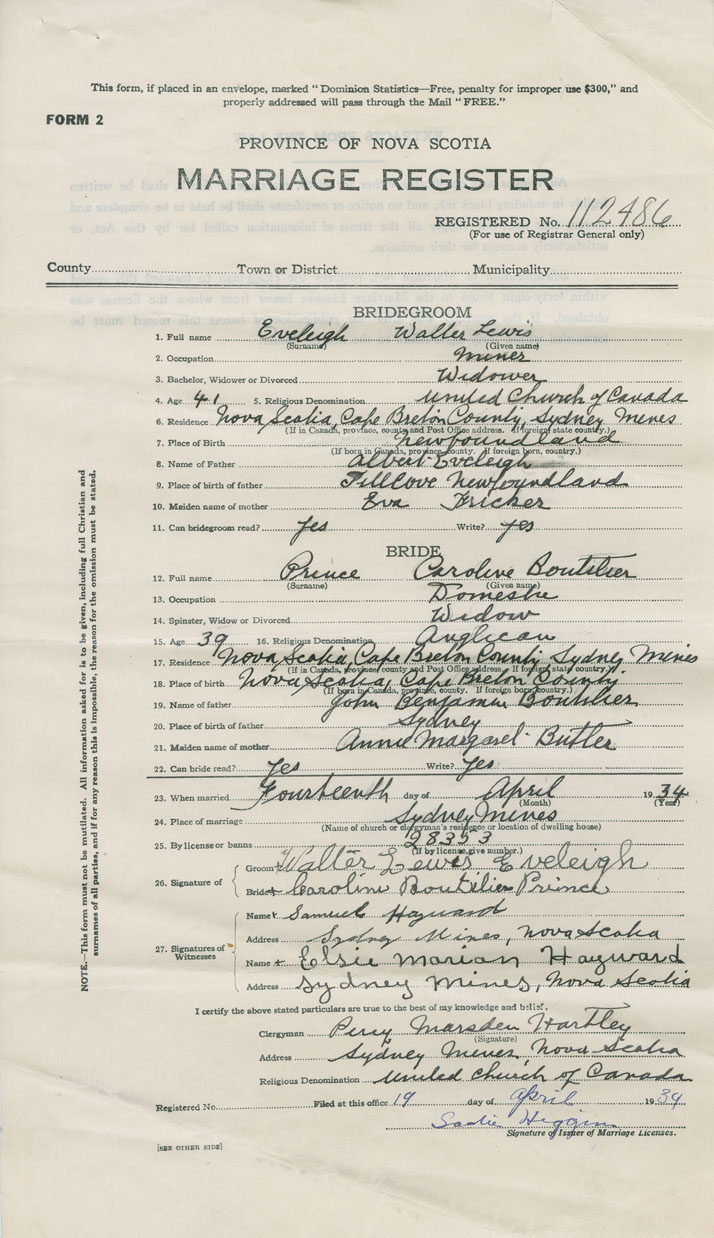 This form, if placed in an envelope, marked "Dominion Statistics—Free, penalty for improper use $300," and
properly addressed will pass through the Mail "FREE."
FORM 2
PROVINCE OF NOVA SCOTIA
MARRIAGE REGISTER
REGISTERED No. 112486
(For use of Registrar General only)
County Town or District Municipality
BRIDEGROOM
1. Full name Eveleigh Walter Lewis
(Surname) (Given name)
2. Occupation Miner
3. Bachelor, Widower or Divorced Widower
4. Age 41 5. Religious Denomination United Church of Canada
6. Residence Nova Scotia, Cape Breton County, Sydney Mines
(If in Canada, province, county and Post Office address. If foreign state country.)
7. Place of Birth Newfoundland
(If born in Canada, province, county. If foreign born, country.)
8. Name of Father Albert Eveleigh
9. Place of birth of father Tillcove Newfoundland
10. Maiden name of mother Eva Fricker
11. Can bridegroom read? Yes Write? Yes
BRIDE
12. Full name Prince Caroline Boutilier
(Surname) (Given name)
13. Occupation Domestic
14. Spinster, Widow or Divorced Widow
15. Age 39 16. Religious Denomination Anglican
17. Residence Nova Scotia, Cape Breton County, Sydney Mines
(If in Canada, province, county and Post Office address. If foreign state country.)
18. Place of birth Nova Scotia, Cape Breton County
(If born in Canada, province, county. If foreign born, country.)
19. Name of father John Benjamin Boutilier
20. Place of birth of father Sydney
21. Maiden name of mother Annie Margaret Butler
22. Can bride read? Yes Write? Yes
23. When married Fourteenth day of April 1934
(Month) (Year)
24. Place of marriage Sydney Mines
(Name of church or clergyman's residence or location of dwelling house)
25. By license or banns 28353
(If by license, give number.)
26. Signature of
Groom Walter Lewis Eveleigh
Bride + Caroline Boutilier Prince
27. Signatures of Witnesses
Name + Samuel Hayward
Address Sydney Mines, Nova Scotia
Name + Elsie Marian Hayward
Address Sydney Mines, Nova Scotia
I certify the above stated particulars are true to the best of my knowledge and belief.
Clergyman Percy Marsden Hartley
(Signature)
Address Sydney Mines, Nova Scotia
Religious Denomination United Church of Canada
Registered No. Filed at this office 19 day of April 1934
Sadie Higgins
Signature of Issuer of Marriage Licenses.
[SEE OTHER SIDE]
NOTE.—This form must not be mutilated. All information asked for is to be given, including full Christian and
surnames of all parties, and if for any reason this is impossible, the reason for the omission must be stated.